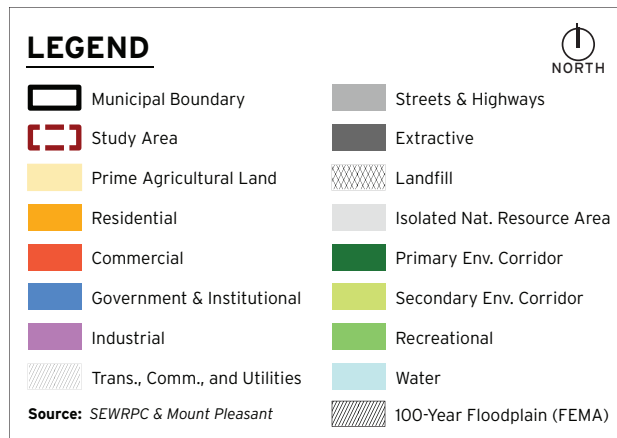 LEGEND
NORTH
Municipal Boundary
Study Area
Prime Agricultural Land
Residential
Commercial
Government & Institutional
Industrial
Trans., Comm., and Utilities
Source: SEWRPC & Mount Pleasant
Streets & Highways
Extractive
Landfill
Isolated Nat. Resource Area
Primary Env. Corridor
Secondary Env. Corridor
Recreational
Water
100-Year Floodplain (FEMA)